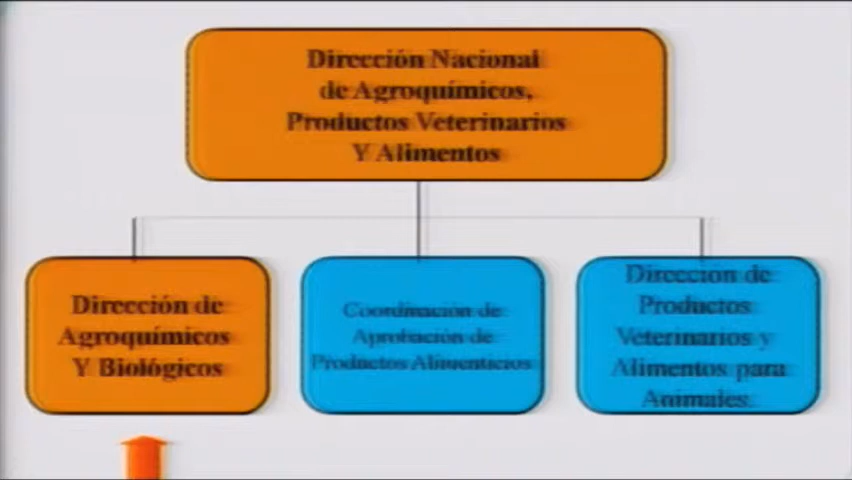 Dirección Nacional
de Agroquímicos,
Productos Veterinarios
Y Alimentos
Dirección de
Agroquímicos
Y Biológicos
Coordinación de
Aprobación de
Productos Alimenticios
Dirección de
Productos
Veterinarios y
Alimentos para
Animales.